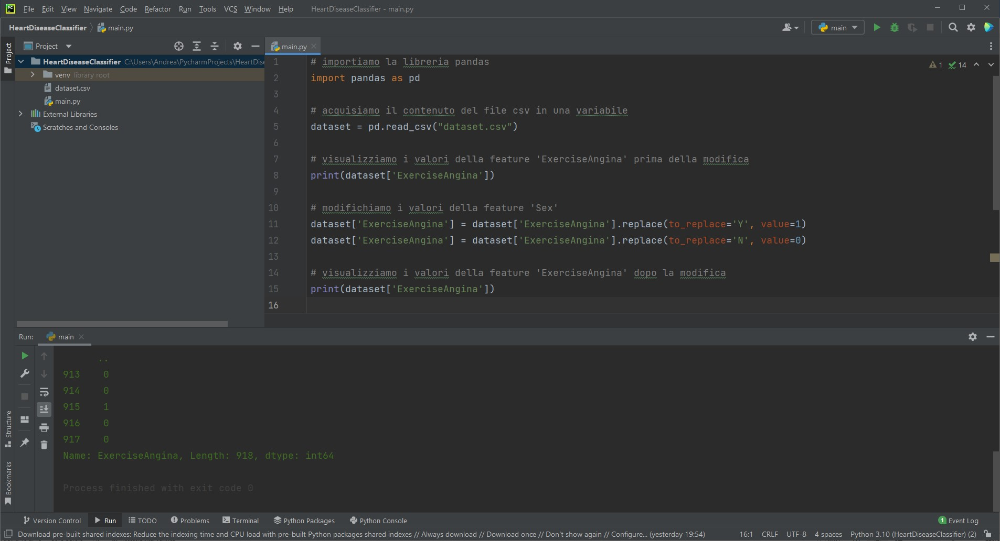 File Edit View Navigate Code Refactor Run Tools VCS Window Help HeartDiseaseClassifier - main.py
HeartDiseaseClassifier main.py
main
Project
Project
main.py
HeartDiseaseClassifier C:\Users\Andrea\PycharmProjects\HeartDise
venv library root
dataset.csv
main.py
External Libraries
Scratches and Consoles
1 14
1 # importiamo la libreria pandas
2 import pandas as pd
3
4 # acquisiamo il contenuto del file csv in una variabile
5 dataset = pd.read_csv("dataset.csv")
6
7 # visualizziamo i valori della feature 'ExerciseAngina' prima della modifica
8 print(dataset['ExerciseAngina'])
9
10 # modifichiamo i valori della feature 'Sex'
11 dataset['ExerciseAngina'] = dataset['ExerciseAngina'].replace(to_replace='Y', value=1)
12 dataset['ExerciseAngina'] = dataset['ExerciseAngina'].replace(to_replace='N', value=0)
13
14 # visualizziamo i valori della feature 'ExerciseAngina' dopo la modifica
15 print(dataset['ExerciseAngina'])
16
Run: main
..
913 0
914 0
915 1
916 0
917 0
Name: ExerciseAngina, Length: 918, dtype: int64
Process finished with exit code 0
Structure
Bookmarks
Version Control Run TODO Problems Terminal Python Packages Python Console 1 Event Log
Download pre-built shared indexes: Reduce the indexing time and CPU load with pre-built Python packages shared indexes // Always download // Download once // Don't show again // Configure... (yesterday 19:54) 16:1 CRLF UTF-8 4 spaces Python 3.10 (HeartDiseaseClassifier) (2)